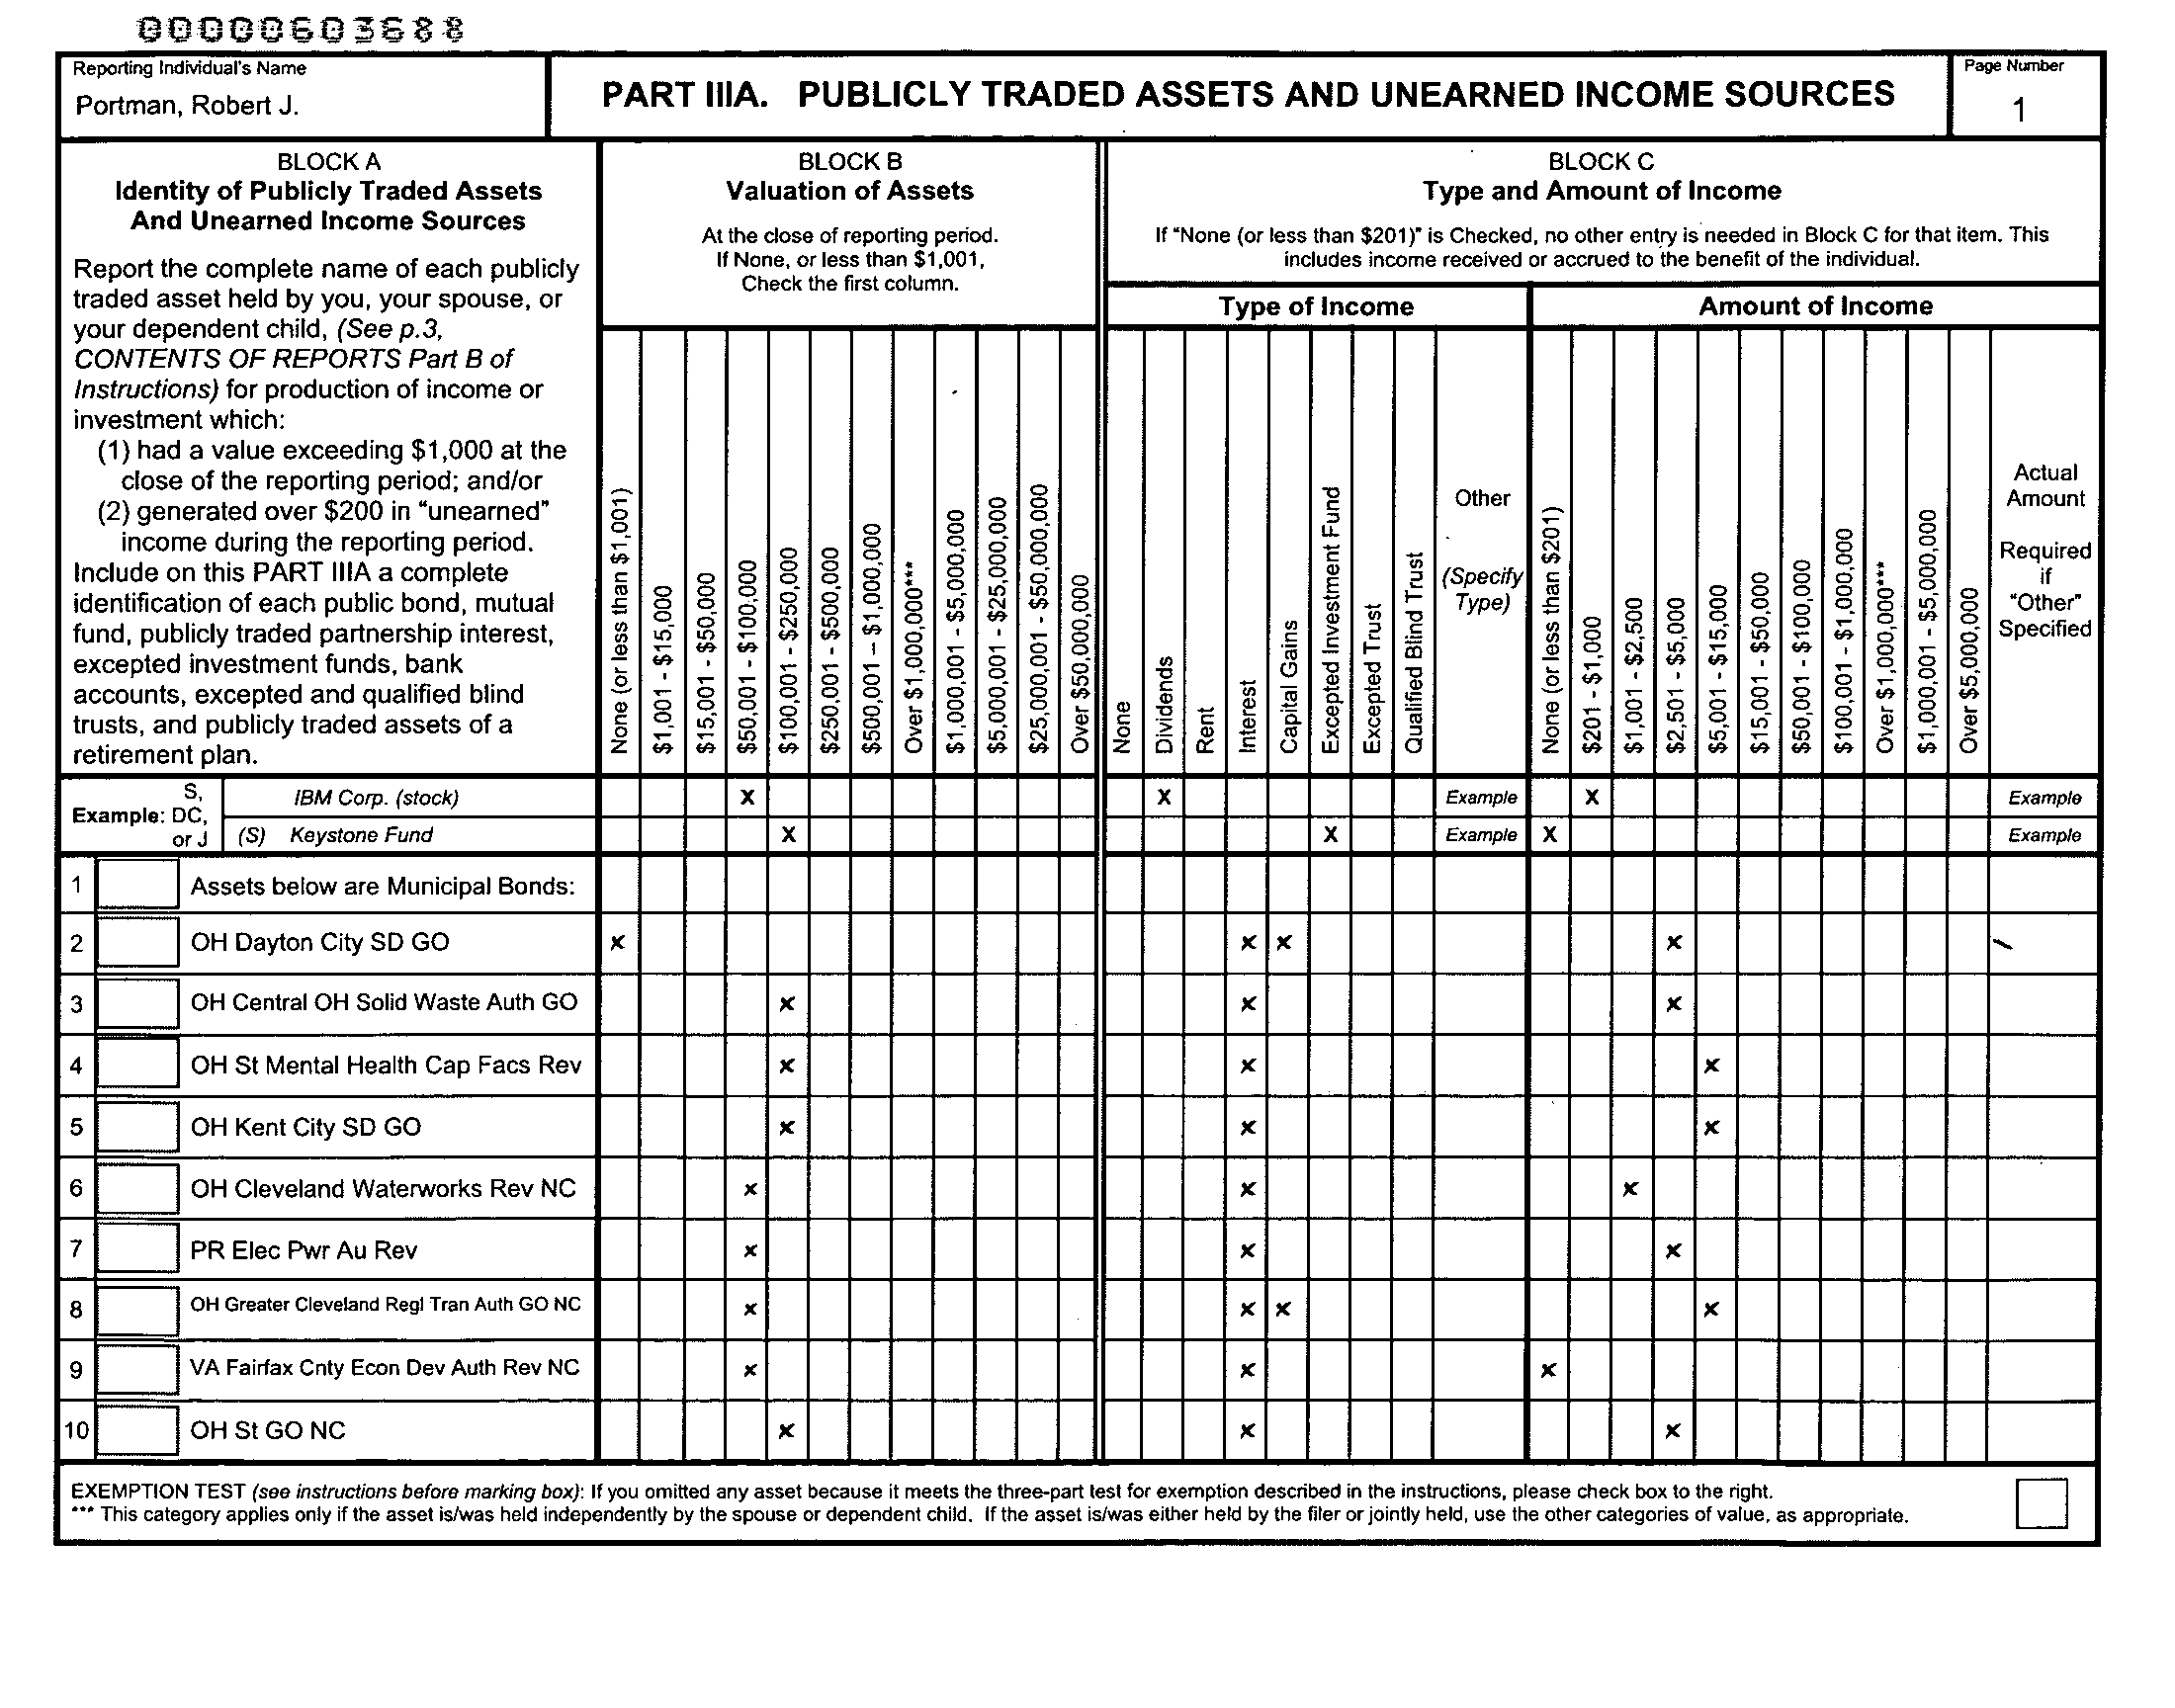 00000603688
Reporting Individual's Name
Portman, Robert J.
PART IIIA. PUBLICLY TRADED ASSETS AND UNEARNED INCOME SOURCES
Page Number
1
BLOCK A
Identity of Publicly Traded Assets
And Unearned Income Sources
Report the complete name of each publicly
traded asset held by you, your spouse, or
your dependent child, (See p.3,
CONTENTS OF REPORTS Part B of
Instructions) for production of income or
investment which:
(1) had a value exceeding $1,000 at the
close of the reporting period; and/or
(2) generated over $200 in "unearned"
income during the reporting period.
Include on this PART IIIA a complete
identification of each public bond, mutual
fund, publicly traded partnership interest,
excepted investment funds, bank
accounts, excepted and qualified blind
trusts, and publicly traded assets of a
retirement plan.
BLOCK B
Valuation of Assets
At the close of reporting period.
If None, or less than $1,001,
Check the first column.
None (or less than $1,001)
$1,001 - $15,000
$15,001 - $50,000
$50,001 - $100,000
$100,001 - $250,000
$250,001 - $500,000
$500,001 – $1,000,000
Over $1,000,000***
$1,000,001 - $5,000,000
$5,000,001 - $25,000,000
$25,000,001 - $50,000,000
Over $50,000,000
BLOCK C
Type and Amount of Income
If "None (or less than $201)" is Checked, no other entry is needed in Block C for that item. This
includes income received or accrued to the benefit of the individual.
Type of Income
None
Dividends
Rent
Interest
Capital Gains
Excepted Investment Fund
Excepted Trust
Qualified Blind Trust
Other
(Specify
Type)
Amount of Income
None (or less than $201)
$201 - $1,000
$1,001 - $2,500
$2,501 - $5,000
$5,001 - $15,000
$15,001 - $50,000
$50,001 - $100,000
$100,001 - $1,000,000
Over $1,000,000***
$1,000,001 - $5,000,000
Over $5,000,000
Actual
Amount
Required
if
"Other"
Specified
Example: S,
DC,
or J
IBM Corp. (stock) X X Example X Example
(S) Keystone Fund X X Example X Example
1 Assets below are Municipal Bonds:
2 OH Dayton City SD GO x x x x
3 OH Central OH Solid Waste Auth GO x x x
4 OH St Mental Health Cap Facs Rev x x x
5 OH Kent City SD GO x x x
6 OH Cleveland Waterworks Rev NC x x x
7 PR Elec Pwr Au Rev x x x
8 OH Greater Cleveland Regl Tran Auth GO NC x x x x
9 VA Fairfax Cnty Econ Dev Auth Rev NC x x x
10 OH St GO NC x x x
EXEMPTION TEST (see instructions before marking box): If you omitted any asset because it meets the three-part test for exemption described in the instructions, please check box to the right.
*** This category applies only if the asset is/was held independently by the spouse or dependent child. If the asset is/was either held by the filer or jointly held, use the other categories of value, as appropriate.